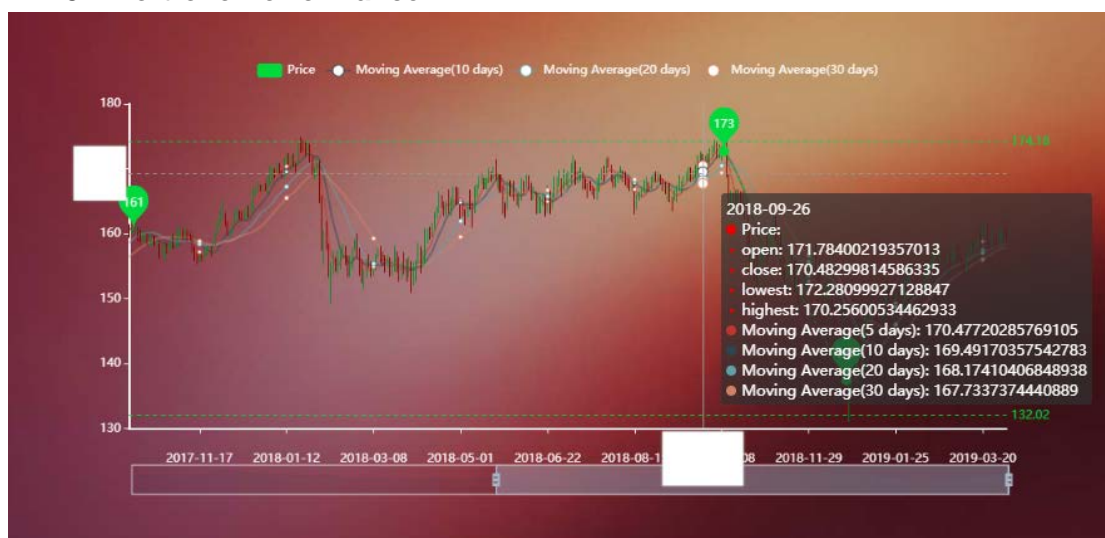 Price Moving Average(10 days) Moving Average(20 days) Moving Average(30 days)
180
173
174.18
161
160
150
140
130
132.02
2018-09-26
Price:
open: 171.78400219357013
close: 170.48299814586335
lowest: 172.28099927128847
highest: 170.25600534462933
Moving Average(5 days): 170.47720285769105
Moving Average(10 days): 169.49170357542783
Moving Average(20 days): 168.17410406848938
Moving Average(30 days): 167.7337374440889
2017-11-17 2018-01-12 2018-03-08 2018-05-01 2018-06-22 2018-11-29 2019-01-25 2019-03-20